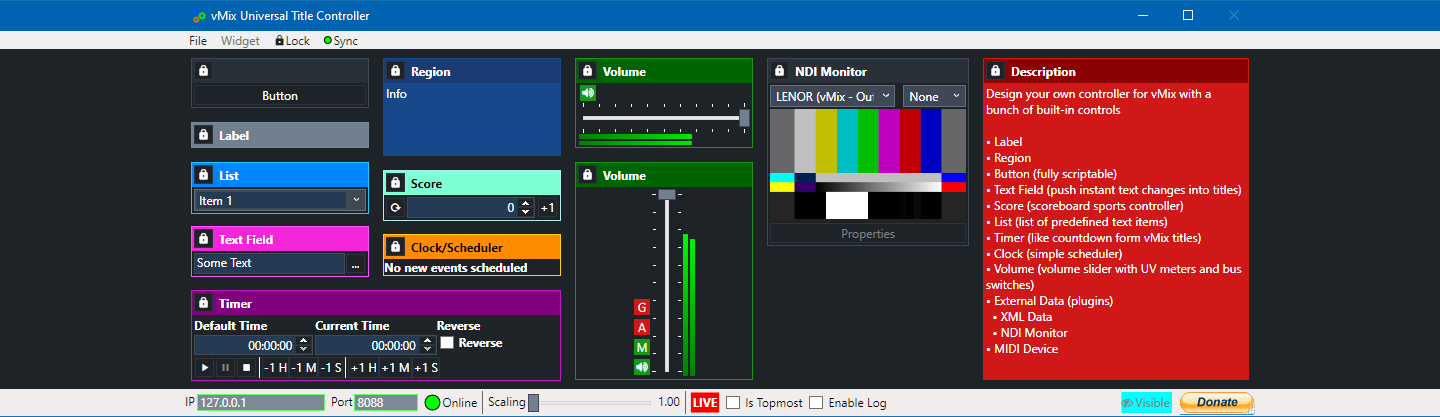 vMix Universal Title Controller
File Widget Lock Sync
Button
Label
List
Item 1
Text Field
Some Text ...
Timer
Default Time Current Time Reverse
00:00:00 00:00:00 Reverse
-1 H -1 M -1 S +1 H +1 M +1 S
Region
Info
Score
0 +1
Clock/Scheduler
No new events scheduled
Volume
Volume
G
A
M
NDI Monitor
LENOR (vMix - Out None
Properties
Description
Design your own controller for vMix with a
bunch of built-in controls
• Label
• Region
• Button (fully scriptable)
• Text Field (push instant text changes into titles)
• Score (scoreboard sports controller)
• List (list of predefined text items)
• Timer (like countdown form vMix titles)
• Clock (simple scheduler)
• Volume (volume slider with UV meters and bus
switches)
• External Data (plugins)
• XML Data
• NDI Monitor
• MIDI Device
IP 127.0.0.1 Port 8088 Online Scaling 1.00 LIVE Is Topmost Enable Log Visible Donate